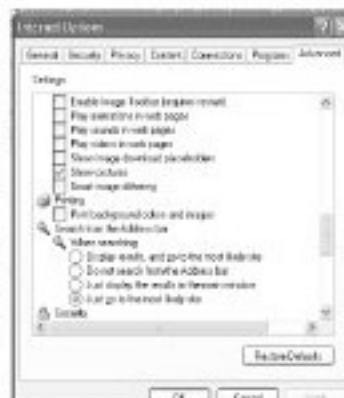 Internet Options
General Security Privacy Content Connections Programs Advanced
Settings
Enable Image Toolbar (requires restart)
Play animations in web pages
Play sounds in web pages
Play videos in web pages
Show image download placeholders
Show pictures
Smart image dithering
Printing
Print background colors and images
Search from the Address bar
When searching
Display results, and go to the most likely site
Do not search from the Address bar
Just display the results in the main window
Just go to the most likely site
Security
Restore Defaults
OK Cancel